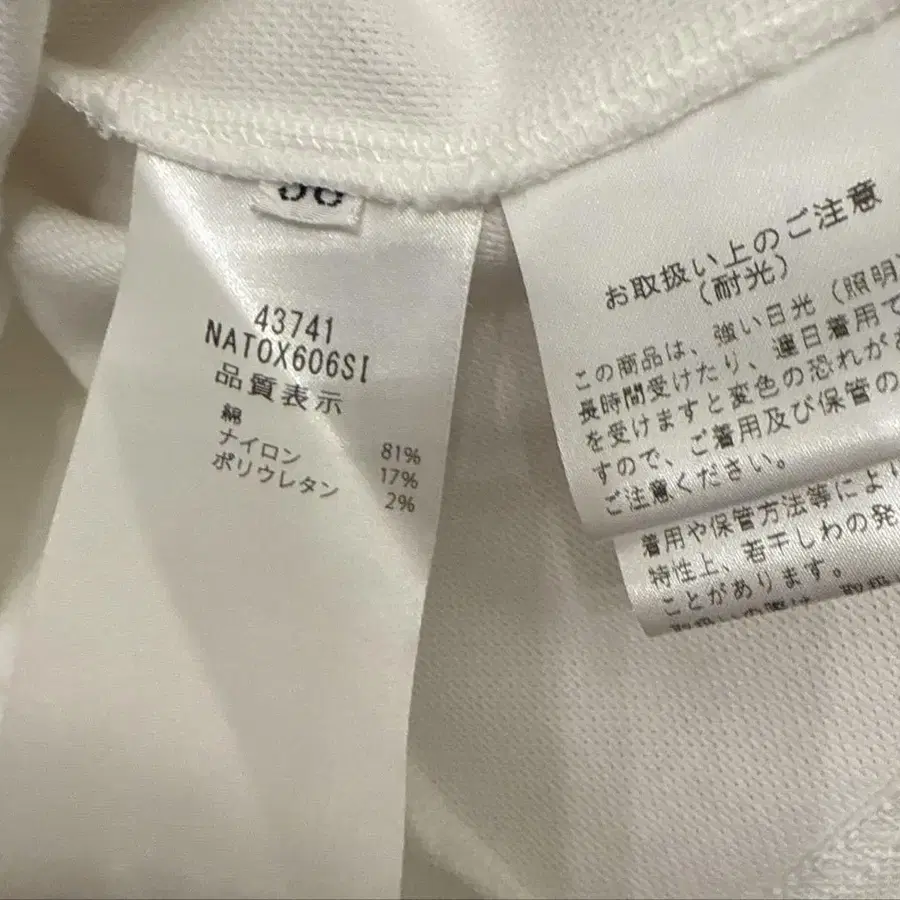 43741
NATOX606SI
品質表示
綿 81%
ナイロン 17%
ポリウレタン 2%
お取扱い上のご注意
(耐光)
この商品は、強い日光(照明)
長時間受けたり、連日着用で
を受けますと変色の恐れがあ
すので、ご着用及び保管の
ご注意ください。
着用や保管方法等により
特性上、若干しわの発
ことがあります。